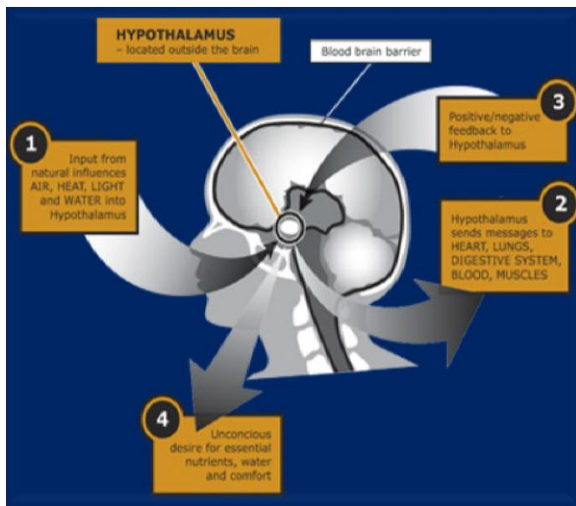 HYPOTHALAMUS
– located outside the brain
Blood brain barrier
1
Input from
natural influences
AIR, HEAT, LIGHT
and WATER into
Hypothalamus
3
Positive/negative
feedback to
Hypothalamus
2
Hypothalamus
sends messages to
HEART, LUNGS,
DIGESTIVE SYSTEM,
BLOOD, MUSCLES
4
Unconcious
desire for essential
nutrients, water
and comfort